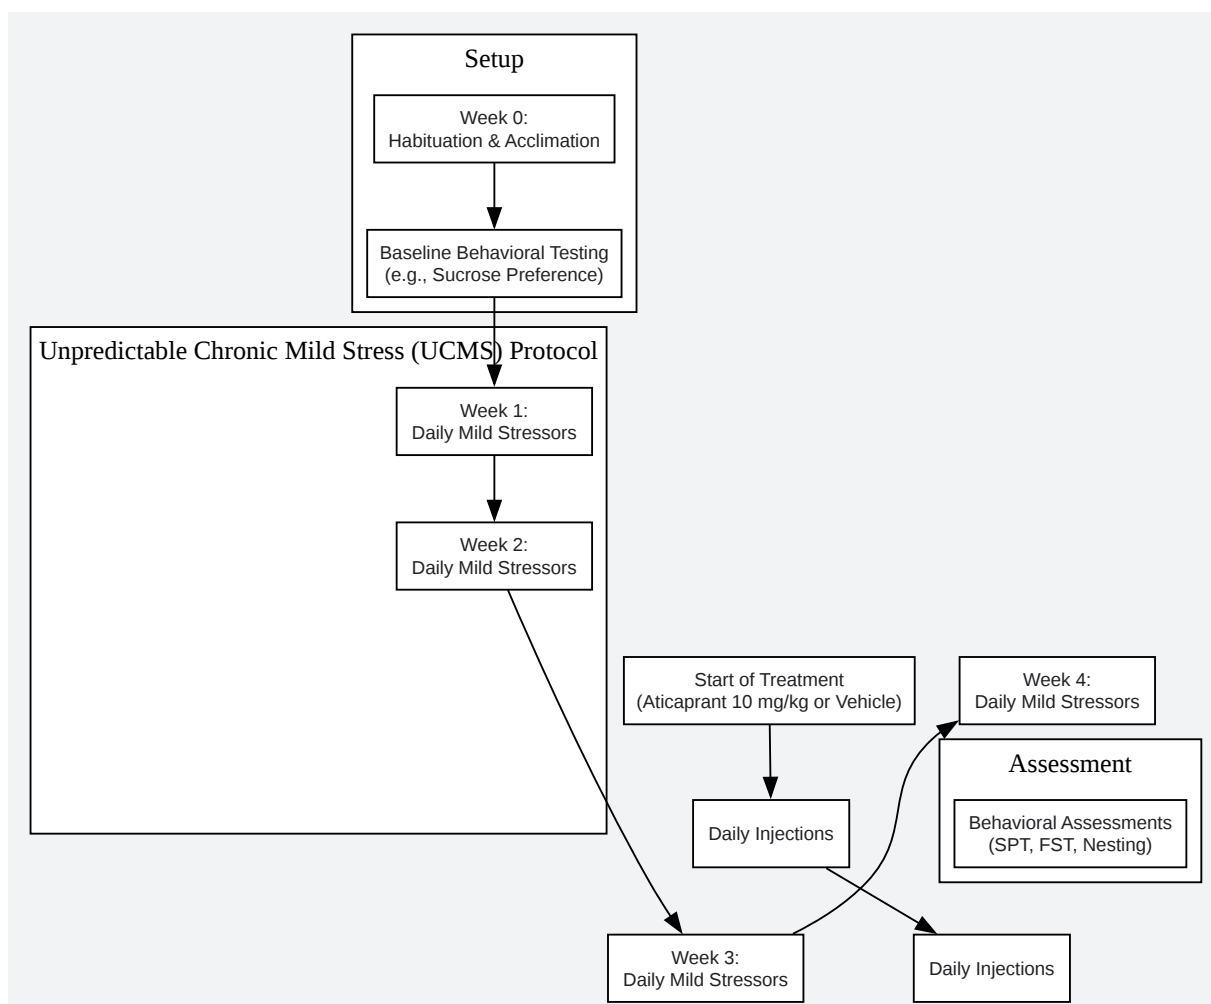 Setup
Week 0:
Habituation & Acclimation
Baseline Behavioral Testing
(e.g., Sucrose Preference)
Unpredictable Chronic Mild Stress (UCMS) Protocol
Week 1:
Daily Mild Stressors
Week 2:
Daily Mild Stressors
Start of Treatment
(Aticaprant 10 mg/kg or Vehicle)
Week 4:
Daily Mild Stressors
Assessment
Daily Injections
Behavioral Assessments
(SPT, FST, Nesting)
Week 3:
Daily Mild Stressors
Daily Injections